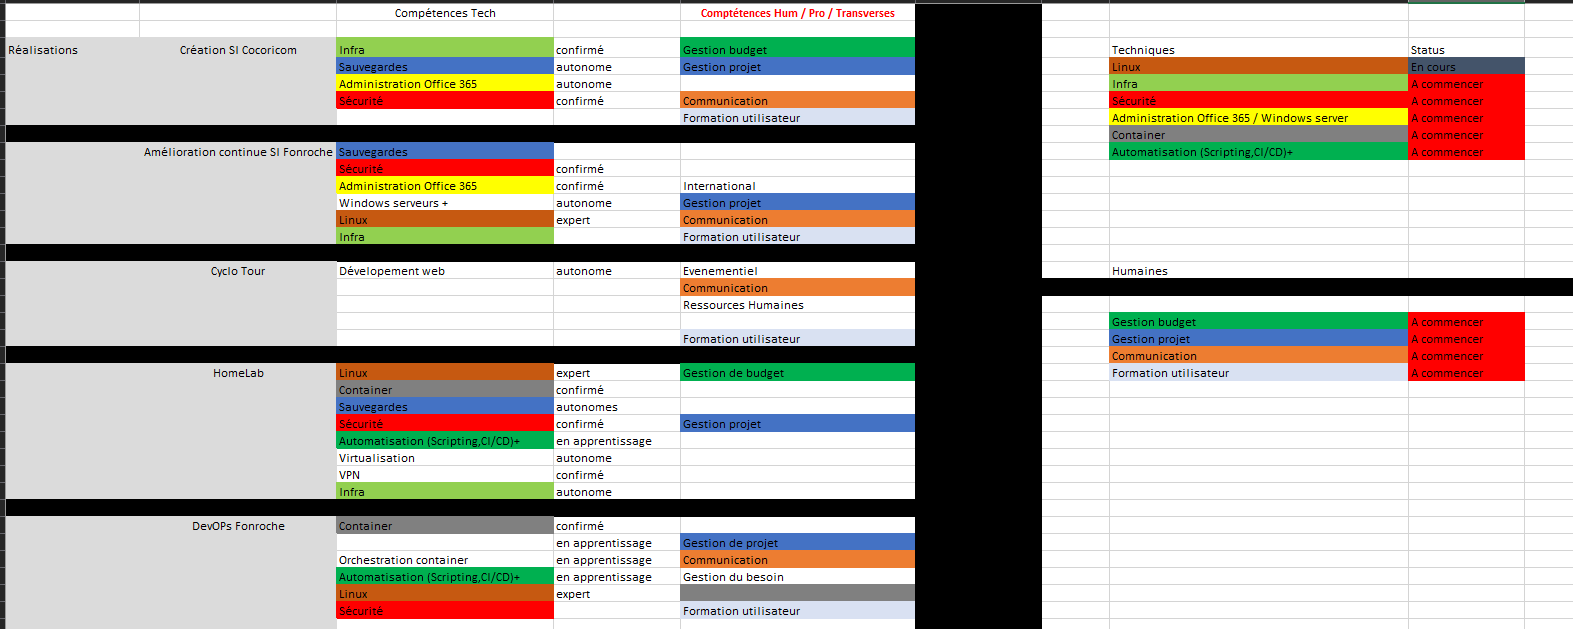 Compétences Tech Comptétences Hum / Pro / Transverses
Réalisations Création SI Cocoricom Infra confirmé Gestion budget Techniques Status
Sauvegardes autonome Gestion projet Linux En cours
Administration Office 365 autonome Infra A commencer
Sécurité confirmé Communication Sécurité A commencer
Formation utilisateur Administration Office 365 / Windows server A commencer
Container A commencer
Amélioration continue SI Fonroche Sauvegardes Automatisation (Scripting,CI/CD)+ A commencer
Sécurité confirmé
Administration Office 365 confirmé International
Windows serveurs + autonome Gestion projet
Linux expert Communication
Infra Formation utilisateur
Cyclo Tour Dévelopement web autonome Evenementiel Humaines
Communication
Ressources Humaines
Gestion budget A commencer
Formation utilisateur Gestion projet A commencer
Communication A commencer
HomeLab Linux expert Gestion de budget Formation utilisateur A commencer
Container confirmé
Sauvegardes autonomes
Sécurité confirmé Gestion projet
Automatisation (Scripting,CI/CD)+ en apprentissage
Virtualisation autonome
VPN confirmé
Infra autonome
DevOPs Fonroche Container confirmé
en apprentissage Gestion de projet
Orchestration container en apprentissage Communication
Automatisation (Scripting,CI/CD)+ en apprentissage Gestion du besoin
Linux expert
Sécurité Formation utilisateur